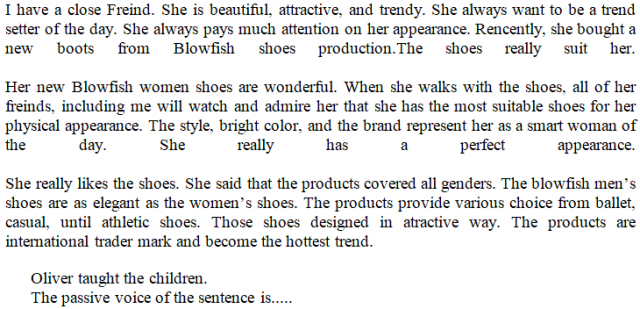 I have a close Freind. She is beautiful, attractive, and trendy. She always want to be a trend
setter of the day. She always pays much attention on her appearance. Rencently, she bought a
new boots from Blowfish shoes production.The shoes really suit her.
Her new Blowfish women shoes are wonderful. When she walks with the shoes, all of her
freinds, including me will watch and admire her that she has the most suitable shoes for her
physical appearance. The style, bright color, and the brand represent her as a smart woman of
the day. She really has a perfect appearance.
She really likes the shoes. She said that the products covered all genders. The blowfish men's
shoes are as elegant as the women's shoes. The products provide various choice from ballet,
casual, until athletic shoes. Those shoes designed in atractive way. The products are
international trader mark and become the hottest trend.
Oliver taught the children.
The passive voice of the sentence is.....